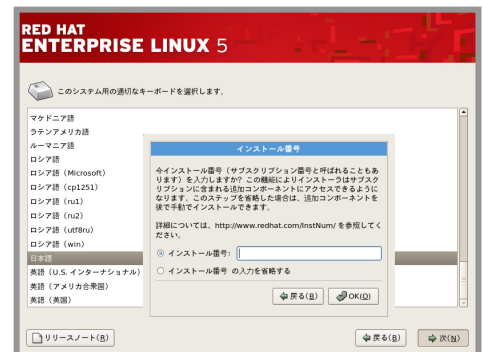 RED HAT
ENTERPRISE LINUX 5
このシステム用の適切なキーボードを選択します。
マケドニア語
ラテンアメリカ語
ルーマニア語
ロシア語
ロシア語 (Microsoft)
ロシア語 (cp1251)
ロシア語 (ru1)
ロシア語 (ru2)
ロシア語 (utf8ru)
ロシア語 (win)
日本語
英語 (U.S. インターナショナル)
英語 (アメリカ合衆国)
英語 (英国)
インストール番号
今インストール番号（サブスクリプション番号と呼ばれることもあ
ります）を入力しますか? この機能によりインストーラはサブスク
リプションに含まれる追加コンポーネントにアクセスできるように
なります。このステップを省略した場合は、追加コンポーネントを
後で手動でインストールできます。
詳細については、http://www.redhat.com/InstNum/ を参照してく
ださい。
インストール番号:
インストール番号 の入力を省略する
戻る(B)
OK(O)
リリースノート(R)
戻る(B)
次(N)